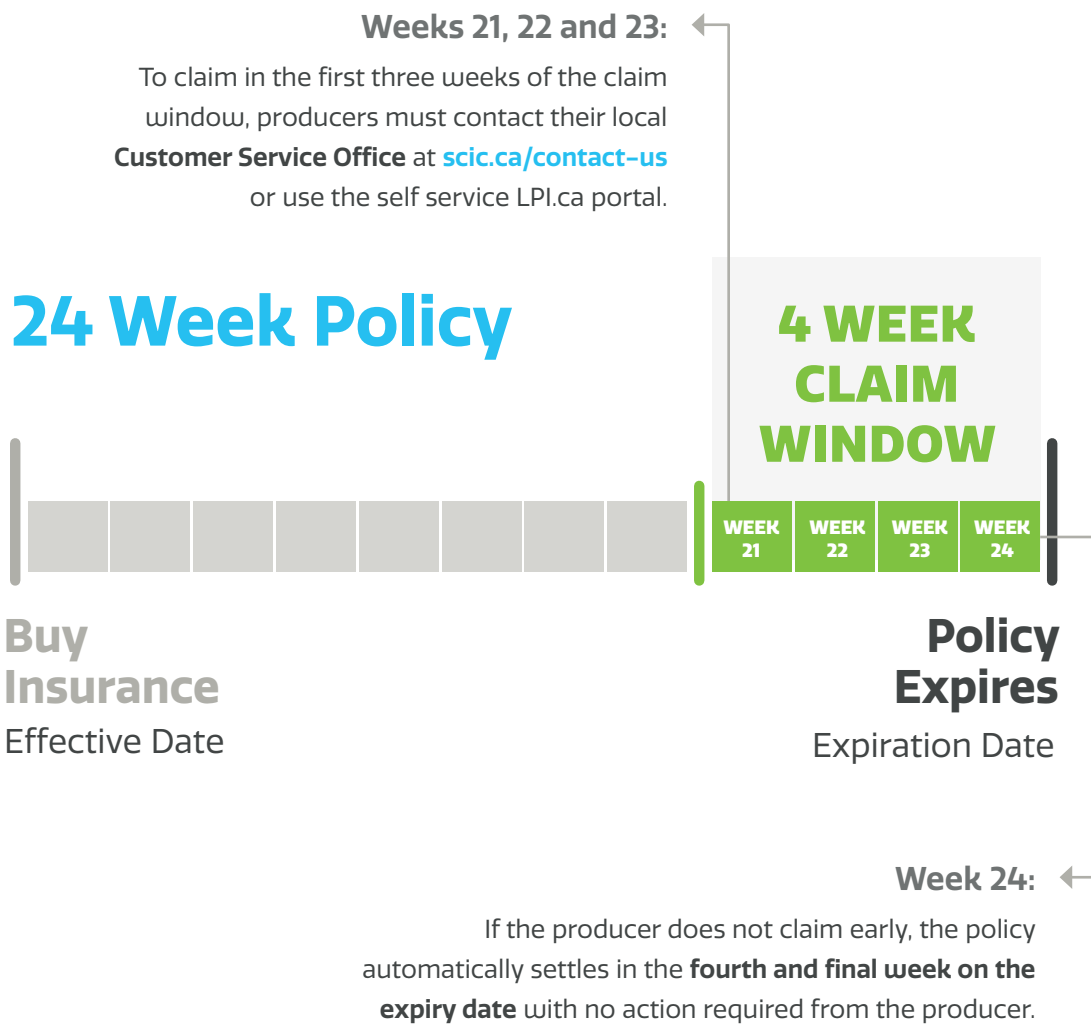 Weeks 21, 22 and 23:
To claim in the first three weeks of the claim
window, producers must contact their local
Customer Service Office at scic.ca/contact-us
or use the self service LPI.ca portal.
24 Week Policy
4 WEEK
CLAIM
WINDOW
WEEK
21
WEEK
22
WEEK
23
WEEK
24
Buy
Insurance
Effective Date
Policy
Expires
Expiration Date
Week 24:
If the producer does not claim early, the policy
automatically settles in the fourth and final week on the
expiry date with no action required from the producer.